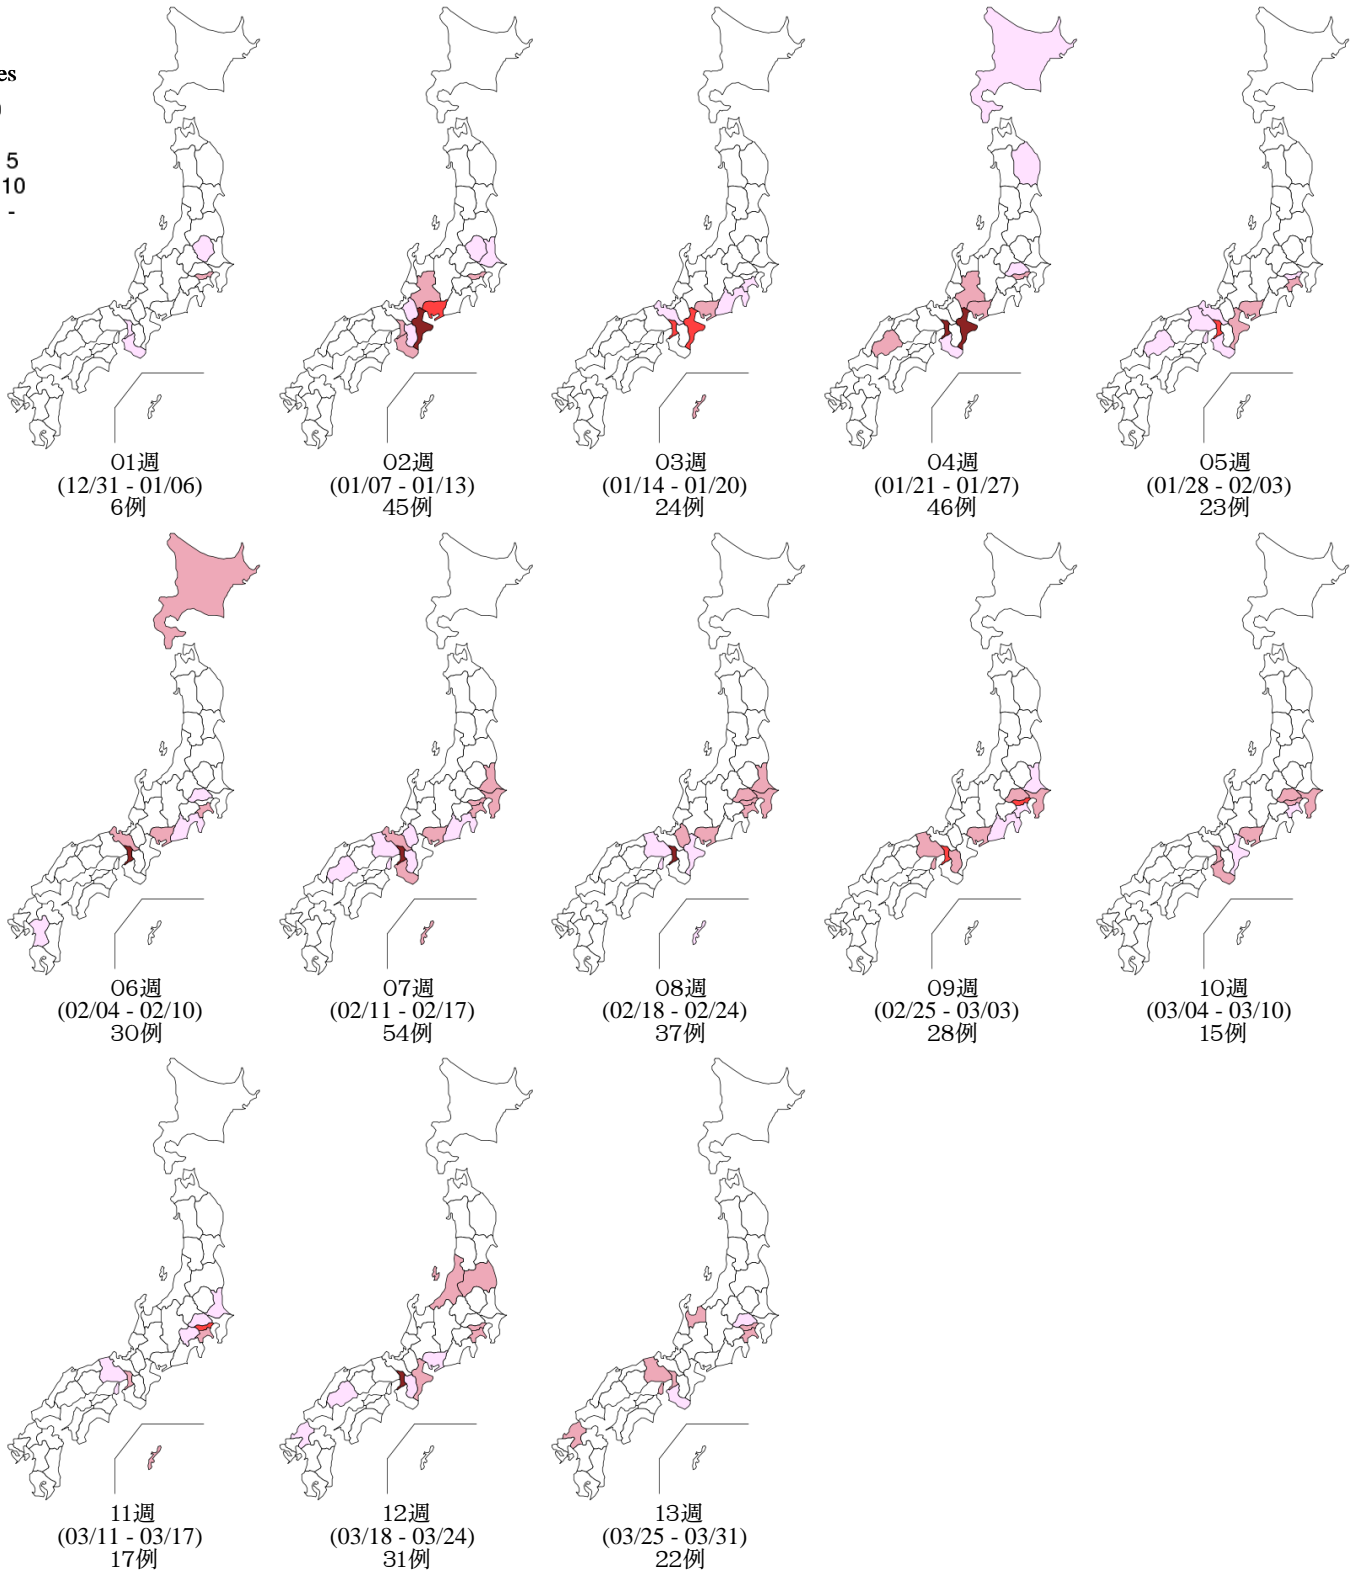 es
5
10
-
01週
(12/31 - 01/06)
6例
02週
(01/07 - 01/13)
45例
03週
(01/14 - 01/20)
24例
04週
(01/21 - 01/27)
46例
05週
(01/28 - 02/03)
23例
06週
(02/04 - 02/10)
30例
07週
(02/11 - 02/17)
54例
08週
(02/18 - 02/24)
37例
09週
(02/25 - 03/03)
28例
10週
(03/04 - 03/10)
15例
11週
(03/11 - 03/17)
17例
12週
(03/18 - 03/24)
31例
13週
(03/25 - 03/31)
22例